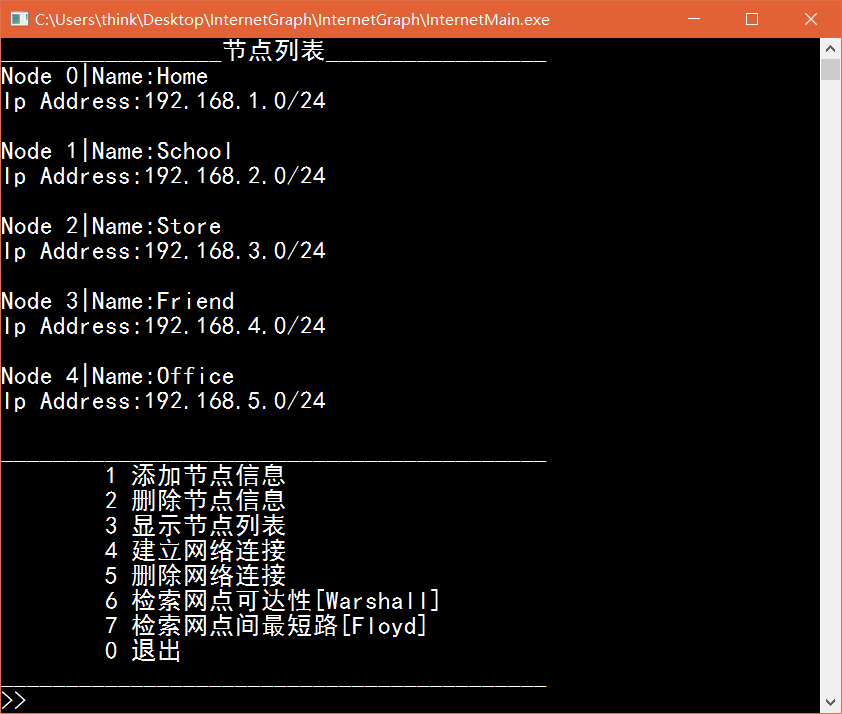 C:\Users\think\Desktop\InternetGraph\InternetGraph\InternetMain.exe
_________________节点列表_________________
Node 0|Name:Home
Ip Address:192.168.1.0/24
Node 1|Name:School
Ip Address:192.168.2.0/24
Node 2|Name:Store
Ip Address:192.168.3.0/24
Node 3|Name:Friend
Ip Address:192.168.4.0/24
Node 4|Name:Office
Ip Address:192.168.5.0/24
__________________________________________
1 添加节点信息
2 删除节点信息
3 显示节点列表
4 建立网络连接
5 删除网络连接
6 检索网点可达性[Warshall]
7 检索网点间最短路[Floyd]
0 退出
__________________________________________
>>